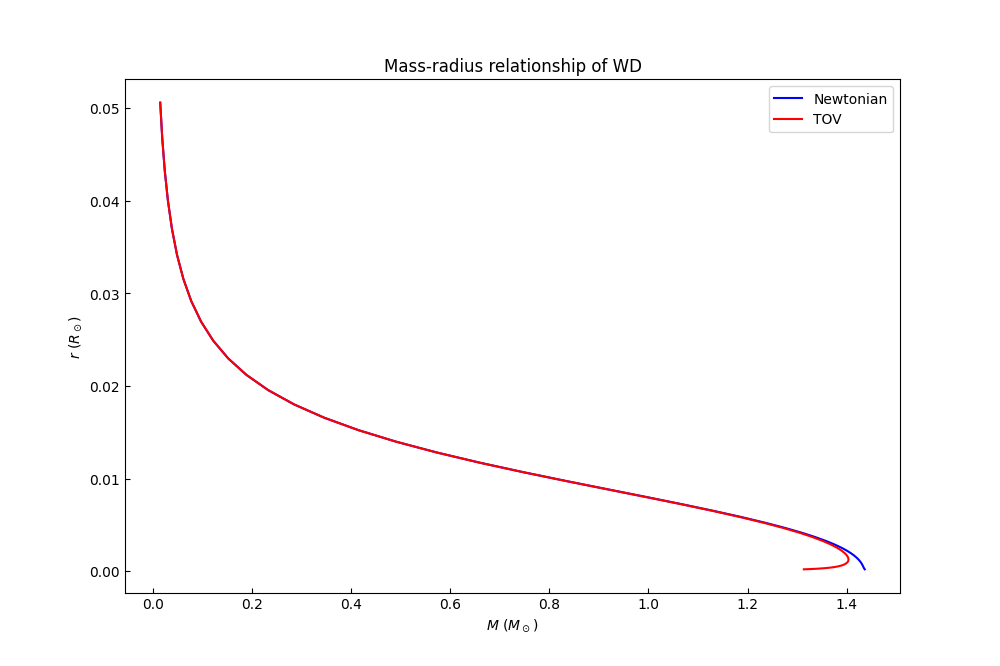 Mass-radius relationship of WD
Newtonian
TOV
0.05
0.04
0.03
0.02
0.01
0.00
r (R⊙)
0.0 0.2 0.4 0.6 0.8 1.0 1.2 1.4
M (M⊙)